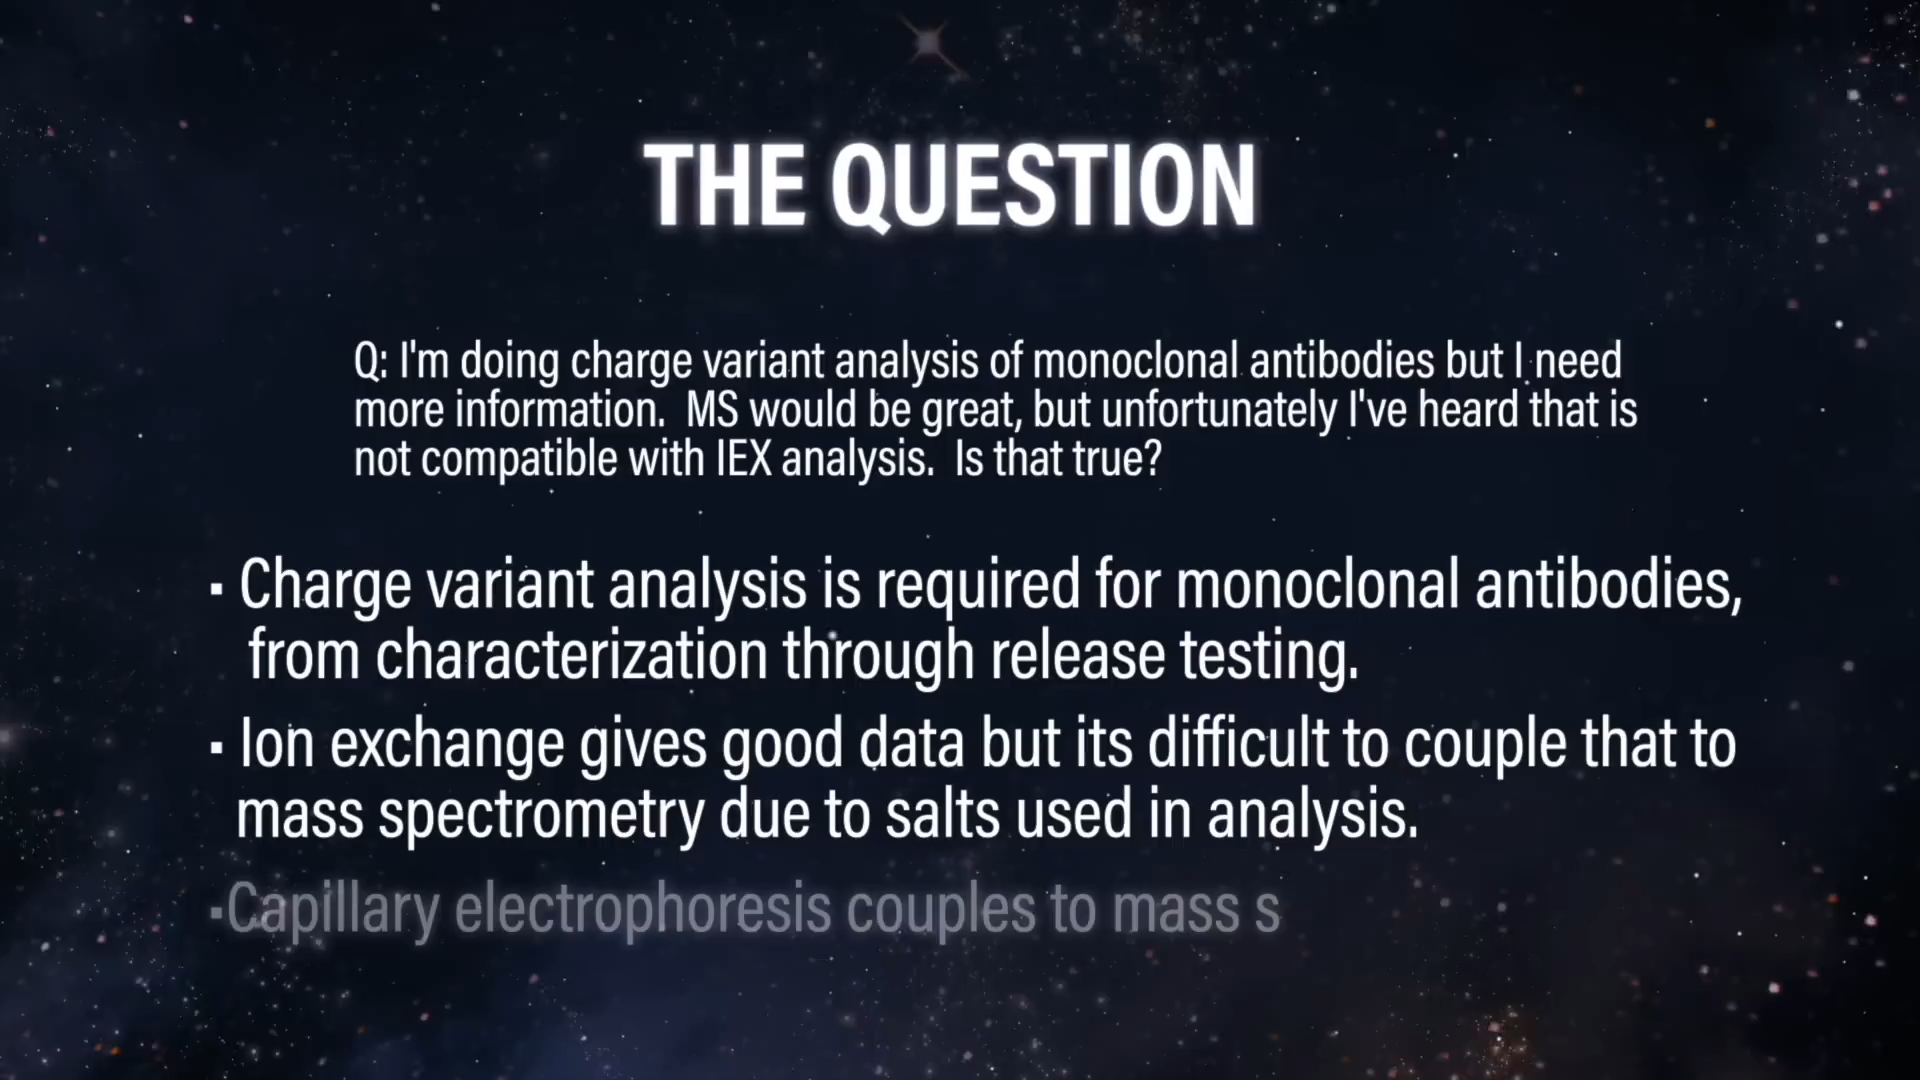 THE QUESTION
Q: I'm doing charge variant analysis of monoclonal antibodies but I need
more information.  MS would be great, but unfortunately I've heard that is
not compatible with IEX analysis.  Is that true?
▪ Charge variant analysis is required for monoclonal antibodies,
from characterization through release testing.
▪ Ion exchange gives good data but its difficult to couple that to
mass spectrometry due to salts used in analysis.
▪Capillary electrophoresis couples to mass s